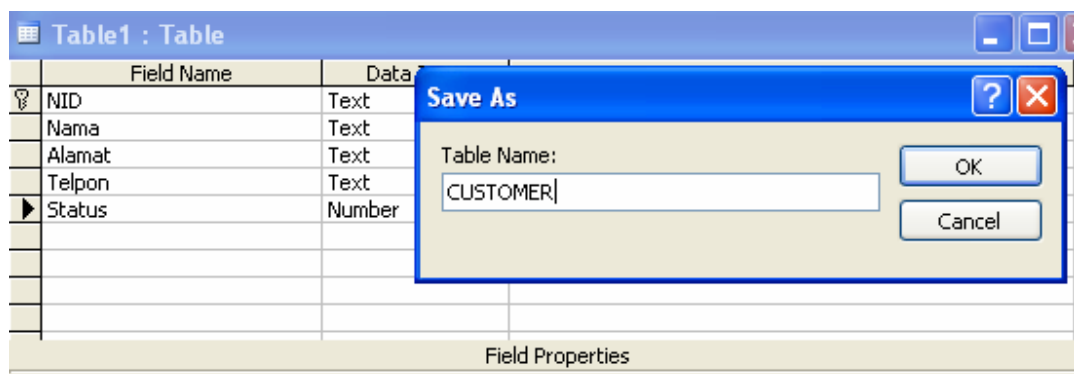 Table1 : Table
Field Name Data
NID Text
Nama Text
Alamat Text
Telpon Text
Status Number
Save As
Table Name:
CUSTOMER
OK
Cancel
Field Properties